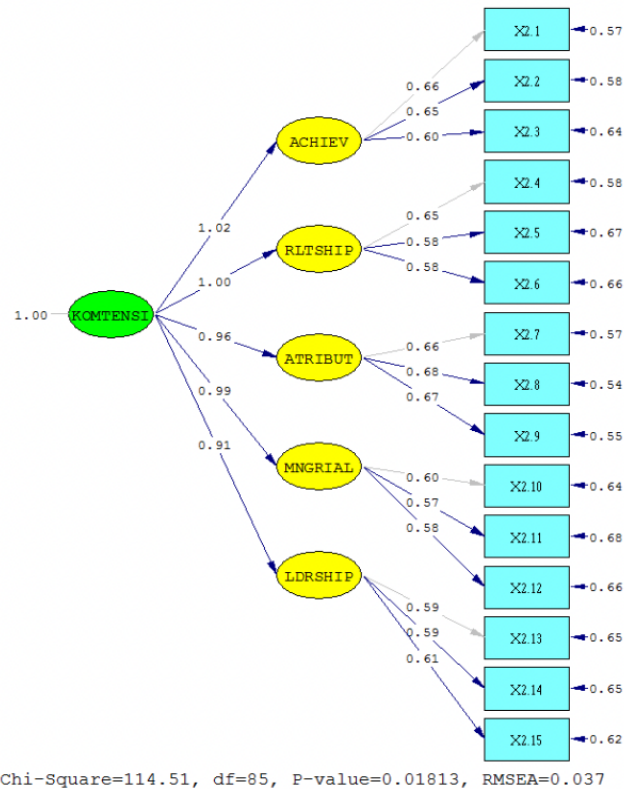 X2.1
0.57
X2.2
0.58
X2.3
0.64
X2.4
0.58
X2.5
0.67
X2.6
0.66
X2.7
0.57
X2.8
0.54
X2.9
0.55
X2.10
0.64
X2.11
0.68
X2.12
0.66
X2.13
0.65
X2.14
0.65
X2.15
0.62
0.66
0.65
0.60
ACHIEV
0.65
0.58
0.58
RLTSHIP
0.66
0.68
0.67
ATRIBUT
0.60
0.57
0.58
MNGRIAL
0.59
0.59
0.61
LDRSHIP
1.02
1.00
0.96
0.99
0.91
1.00
KOMTENSI
Chi-Square=114.51, df=85, P-value=0.01813, RMSEA=0.037